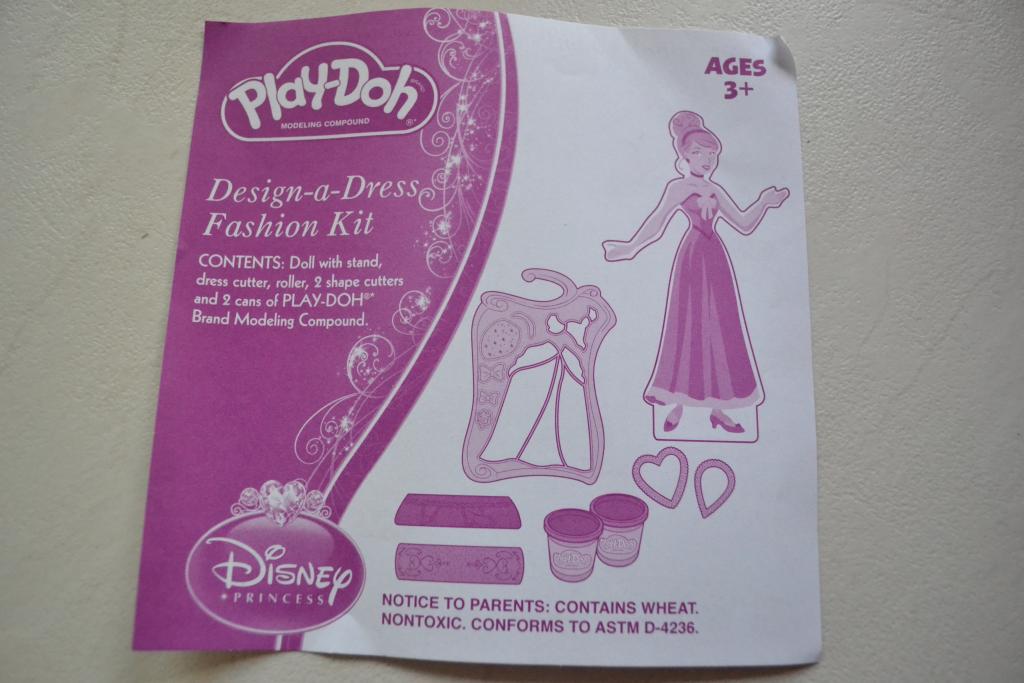 Play-Doh
MODELING COMPOUND
®*
AGES
3+
Design-a-Dress
Fashion Kit
CONTENTS: Doll with stand,
dress cutter, roller, 2 shape cutters
and 2 cans of PLAY-DOH®*
Brand Modeling Compound.
DISNEY
PRINCESS
NOTICE TO PARENTS: CONTAINS WHEAT.
NONTOXIC. CONFORMS TO ASTM D-4236.